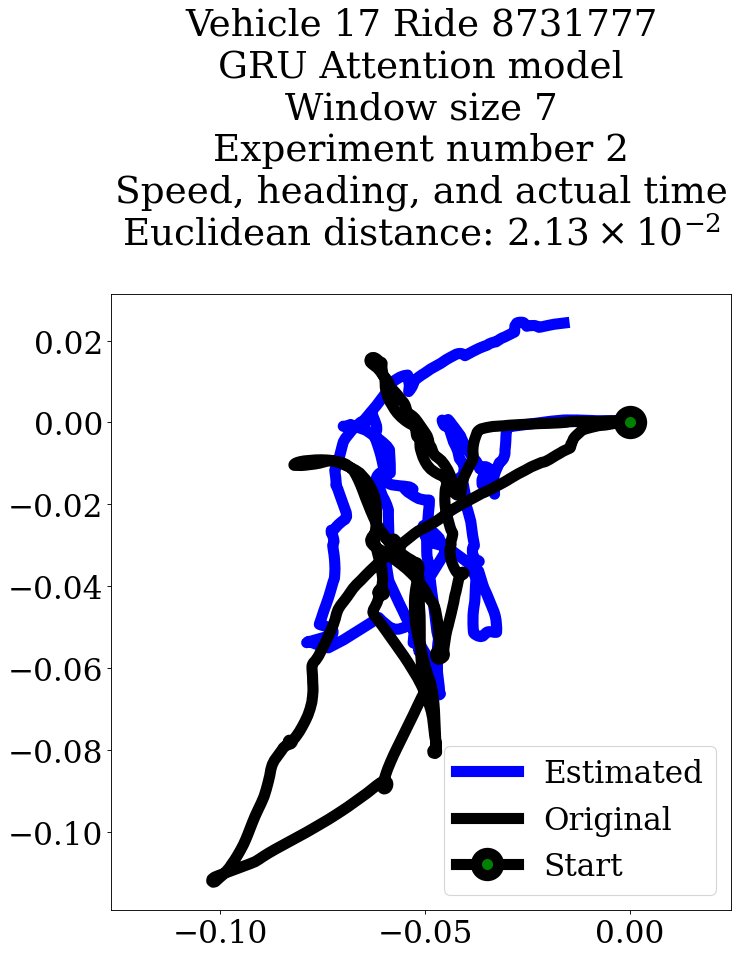 Vehicle 17 Ride 8731777
GRU Attention model
Window size 7
Experiment number 2
Speed, heading, and actual time
Euclidean distance: 2.13 × 10⁻²
0.02
0.00
−0.02
−0.04
−0.06
−0.08
−0.10
Estimated
Original
Start
−0.10 −0.05 0.00